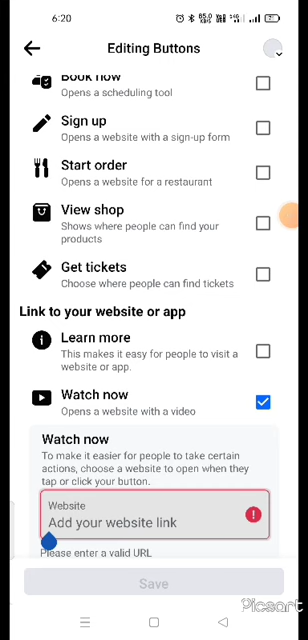 6:20
Editing Buttons
Book now
Opens a scheduling tool
Sign up
Opens a website with a sign-up form
Start order
Opens a website for a restaurant
View shop
Shows where people can find your
products
Get tickets
Choose where people can find tickets
Link to your website or app
Learn more
This makes it easy for people to visit a
website or app.
Watch now
Opens a website with a video
Watch now
To make it easier for people to take certain
actions, choose a website to open when they
tap or click your button.
Website
Add your website link
Please enter a valid URL
Save
Picsart